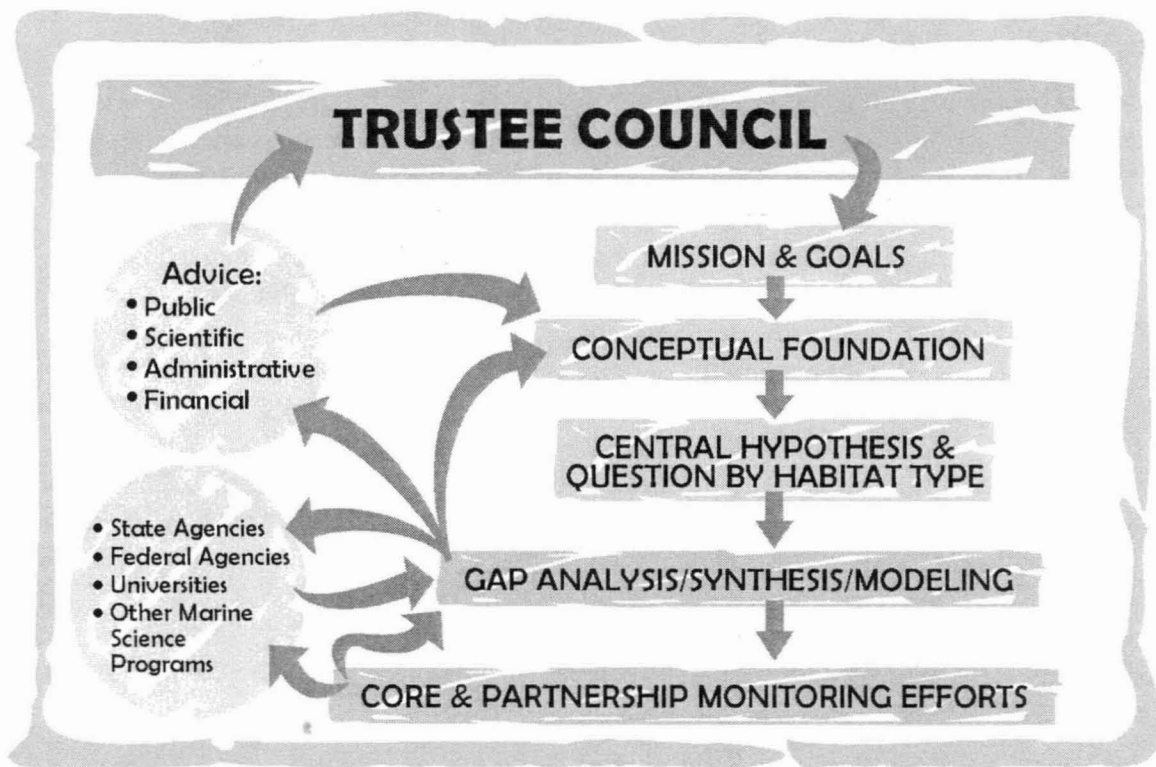 TRUSTEE COUNCIL
Advice:
• Public
• Scientific
• Administrative
• Financial
• State Agencies
• Federal Agencies
• Universities
• Other Marine
Science
Programs
MISSION & GOALS
CONCEPTUAL FOUNDATION
CENTRAL HYPOTHESIS &
QUESTION BY HABITAT TYPE
GAP ANALYSIS/SYNTHESIS/MODELING
CORE & PARTNERSHIP MONITORING EFFORTS